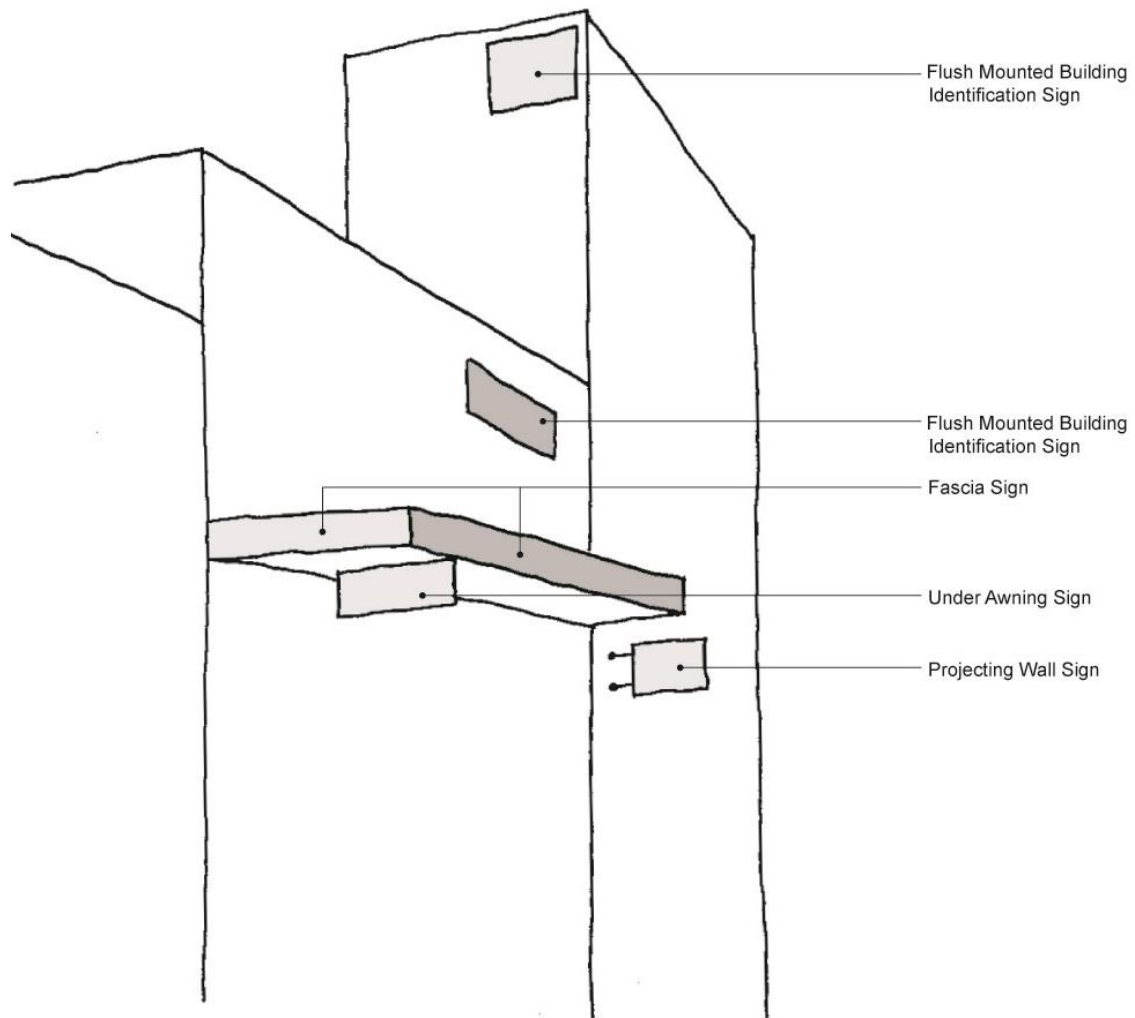 Flush Mounted Building
Identification Sign
Flush Mounted Building
Identification Sign
Fascia Sign
Under Awning Sign
Projecting Wall Sign